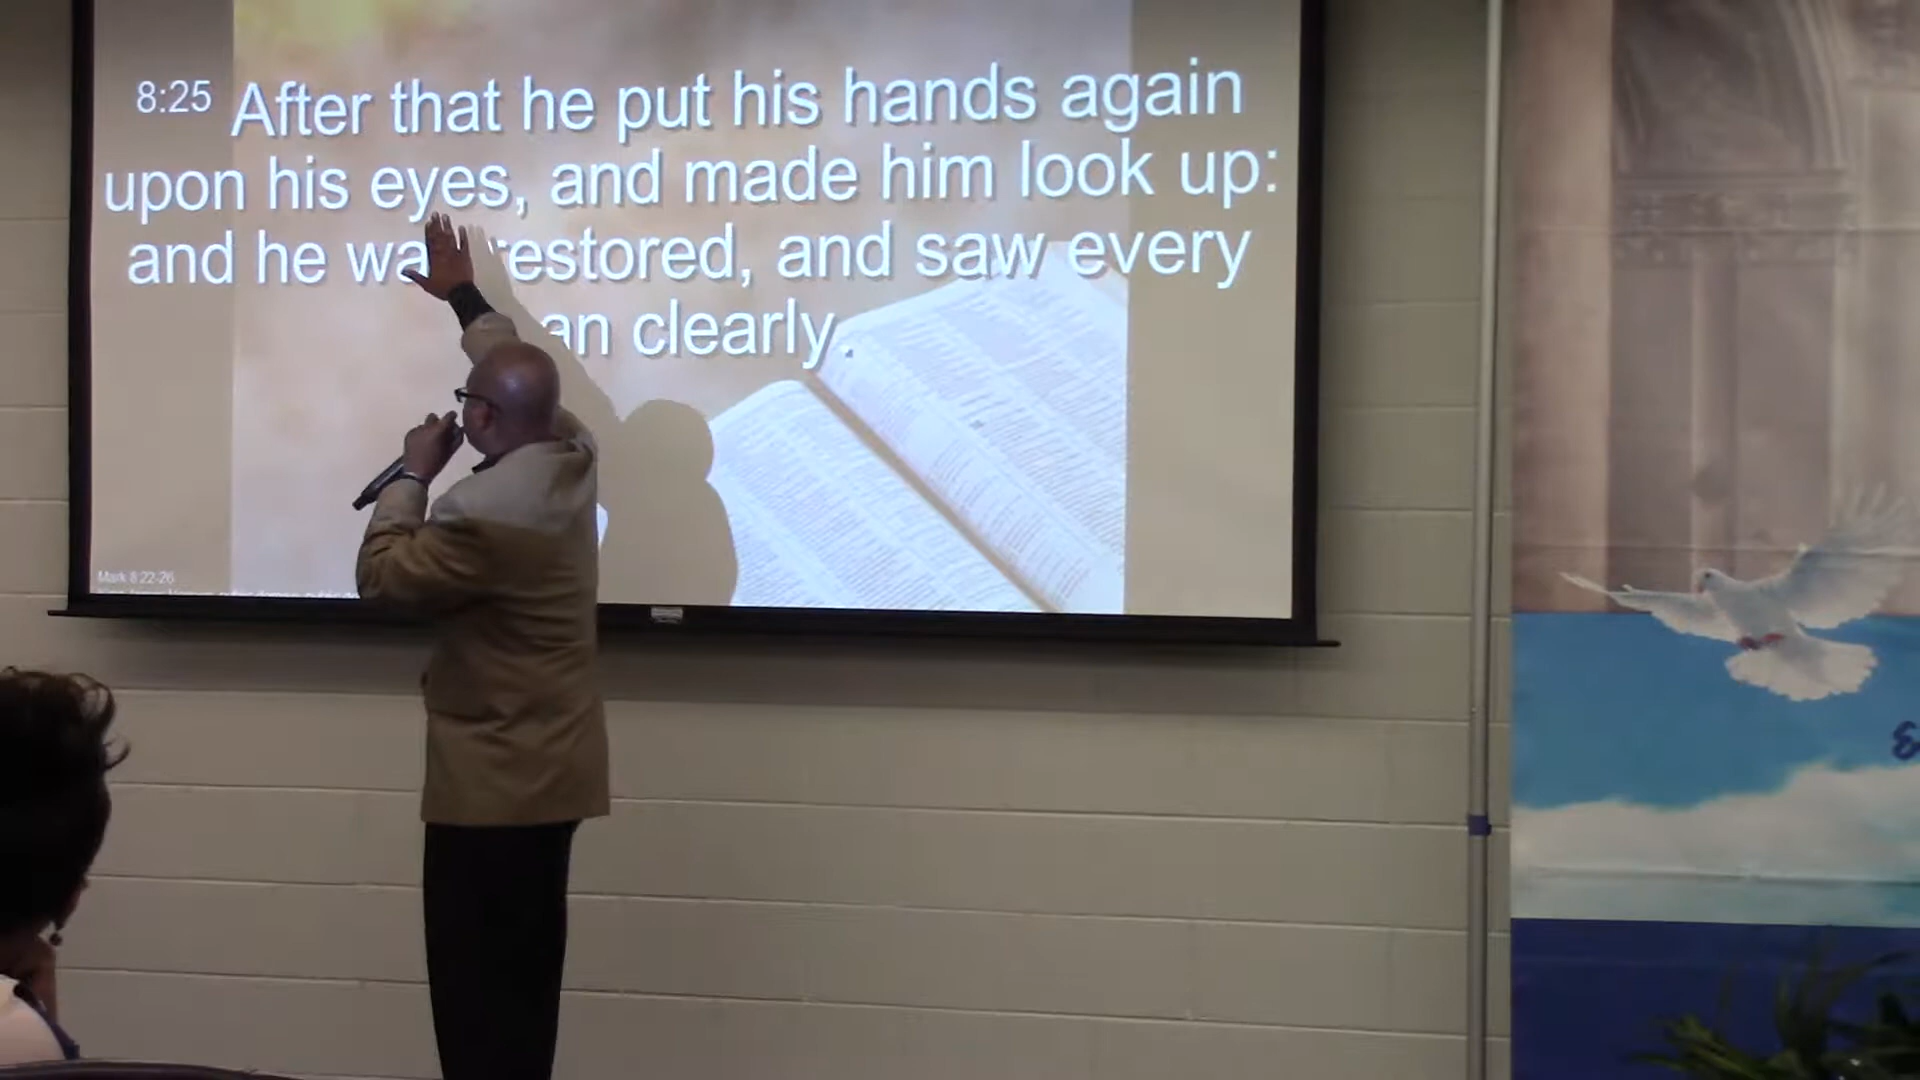 8:25 After that he put his hands again
upon his eyes, and made him look up:
and he wa restored, and saw every
an clearly.
Mark 8:22-26
&